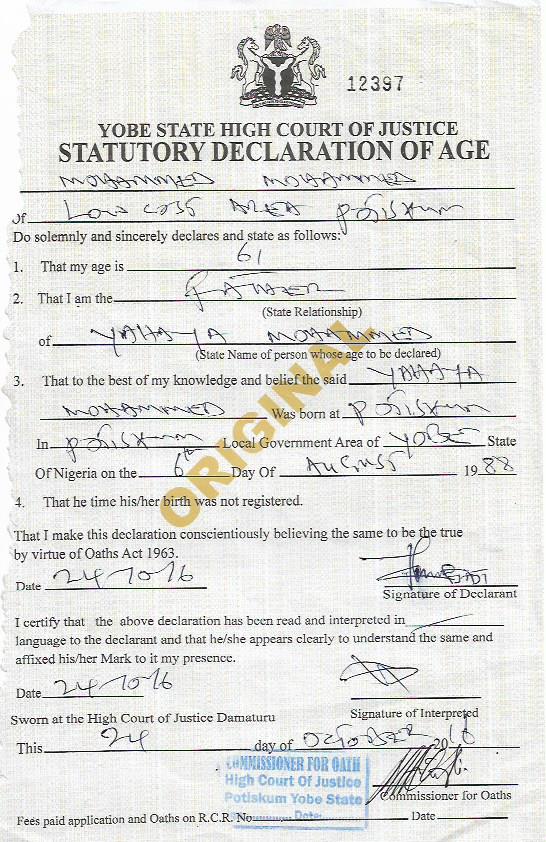 12397
YOBE STATE HIGH COURT OF JUSTICE
STATUTORY DECLARATION OF AGE
MOHAMMED MOHAMMED
of LOW COST AREA POTISKUM
Do solemnly and sincerely declares and state as follows:
1. That my age is 61
2. That I am the FATHER
(State Relationship)
of YAHAYA MOHAMMED
(State Name of person whose age to be declared)
3. That to the best of my knowledge and belief the said YAHAYA
MOHAMMED Was born at POTISKUM
In POTISKUM Local Government Area of YOBE State
Of Nigeria on the 6th Day Of AUGUST 1988
ORIGINAL
4. That he time his/her birth was not registered.
That I make this declaration conscientiously believing the same to be the true
by virtue of Oaths Act 1963.
Date 24-10-16
Signature of Declarant
I certify that the above declaration has been read and interpreted in
language to the declarant and that he/she appears clearly to understand the same and
affixed his/her Mark to it my presence.
Date 24-10-16
Signature of Interpreted
Sworn at the High Court of Justice Damaturu
This 24 day of OCTOBER 2016
COMMISSIONER FOR OATH
High Court Of Justice
Potiskum Yobe State
Date:
Commissioner for Oaths
Fees paid application and Oaths on R.C.R. No Date